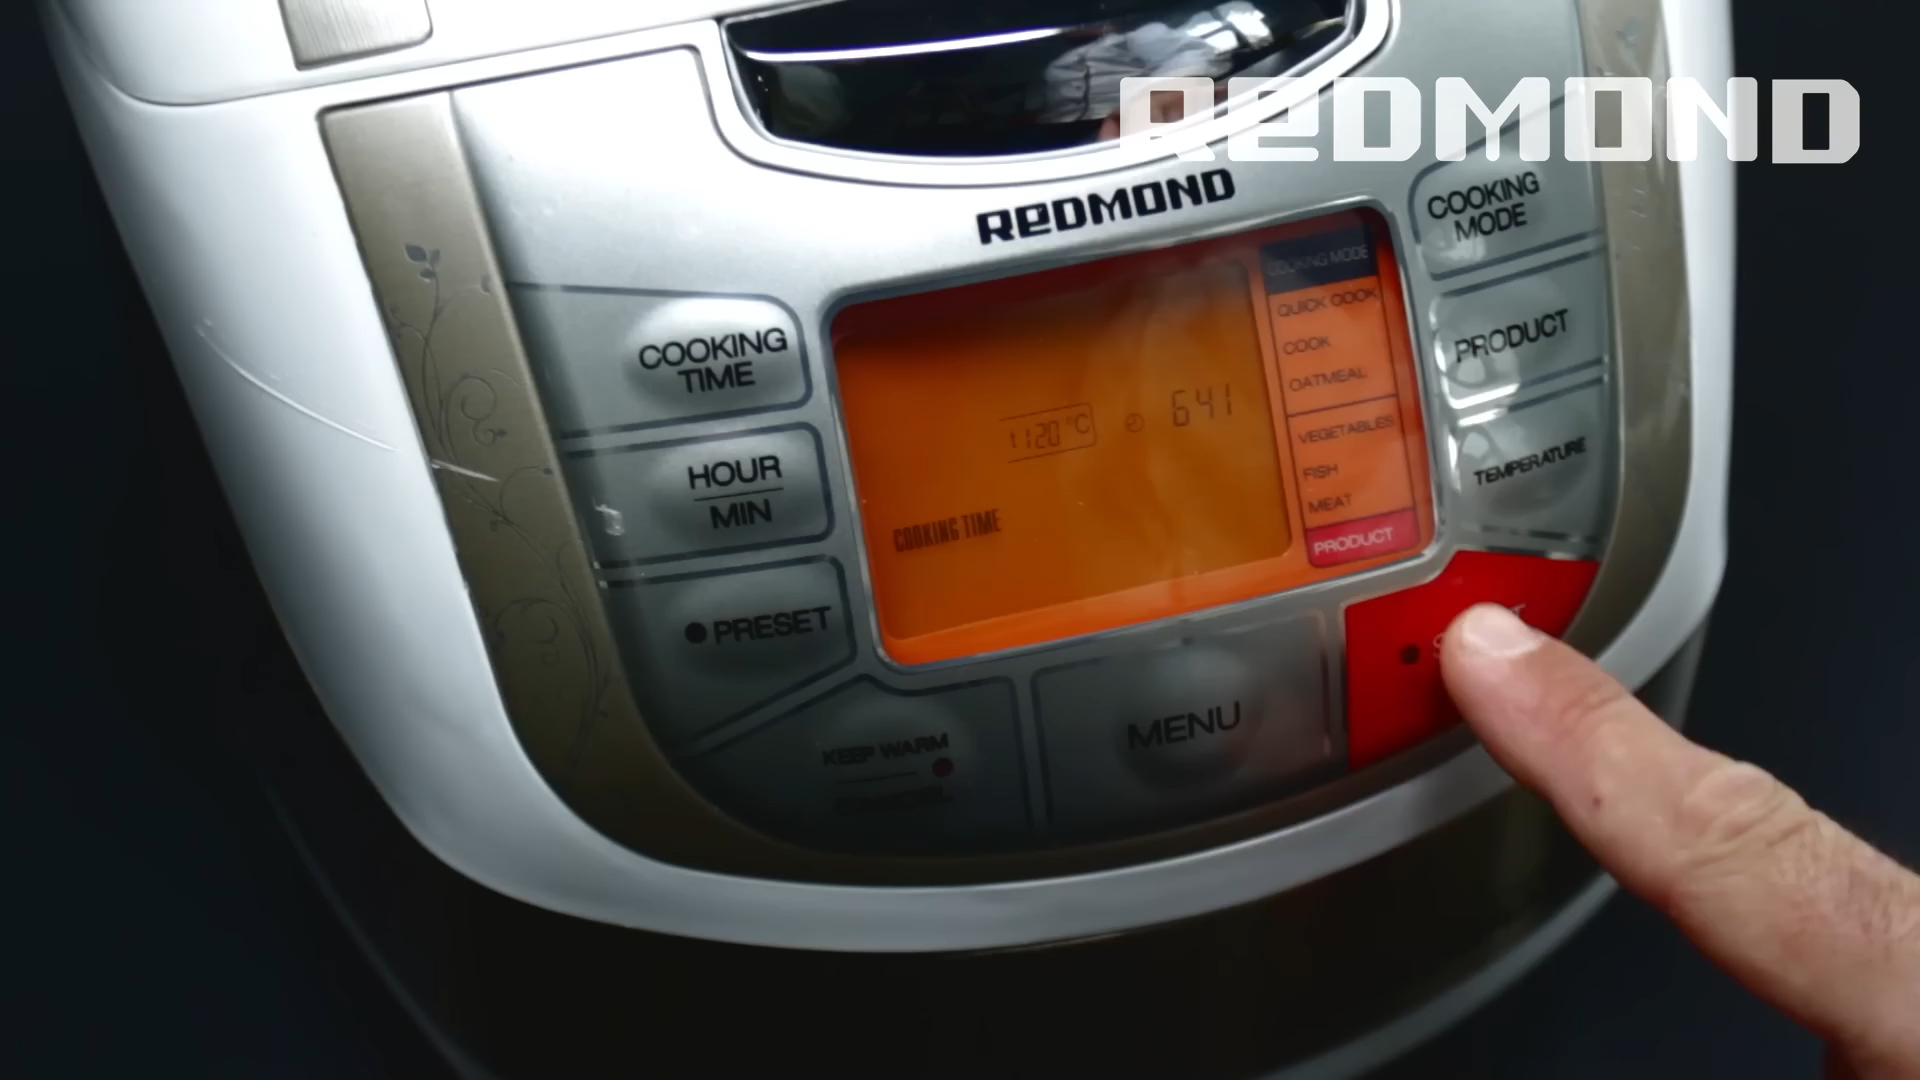 REDMOND
REDMOND
COOKING
TIME
HOUR
MIN
PRESET
KEEP WARM
MENU
t 120 °C
641
COOKING TIME
COOKING MODE
QUICK COOK
COOK
OATMEAL
VEGETABLES
FISH
MEAT
PRODUCT
COOKING
MODE
PRODUCT
TEMPERATURE